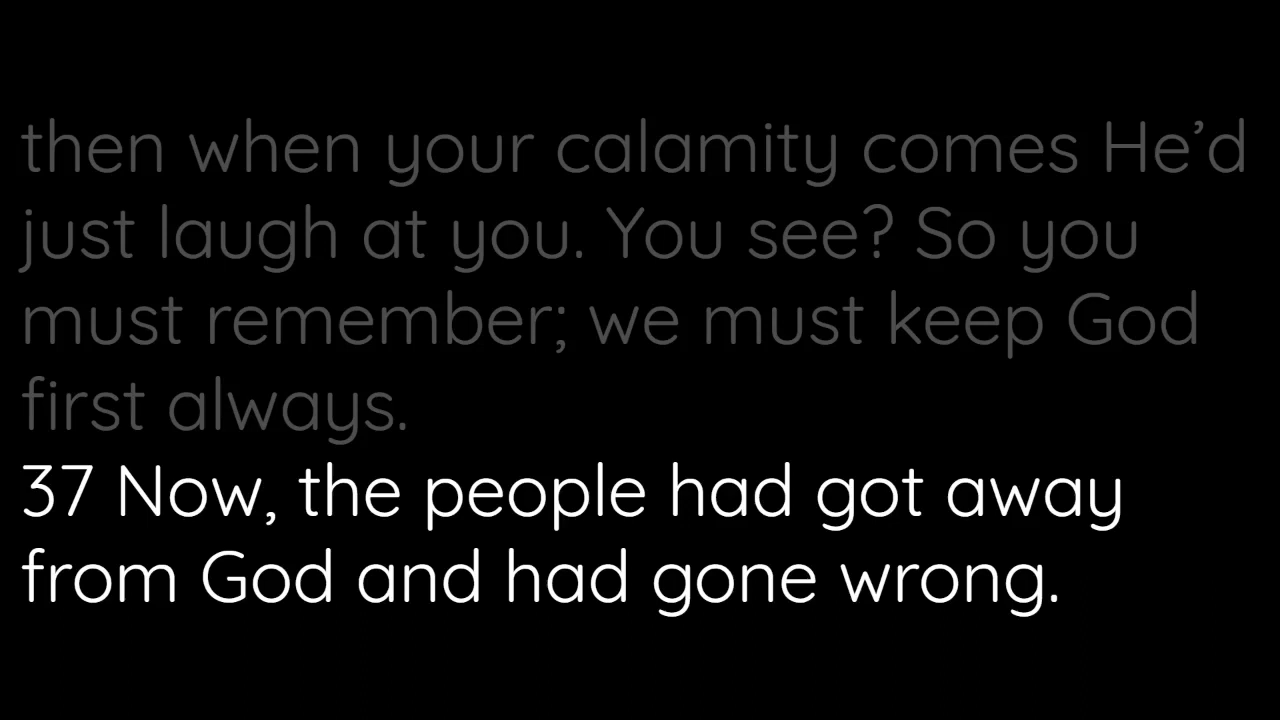 then when your calamity comes He’d
just laugh at you. You see? So you
must remember; we must keep God
first always.
37 Now, the people had got away
from God and had gone wrong.